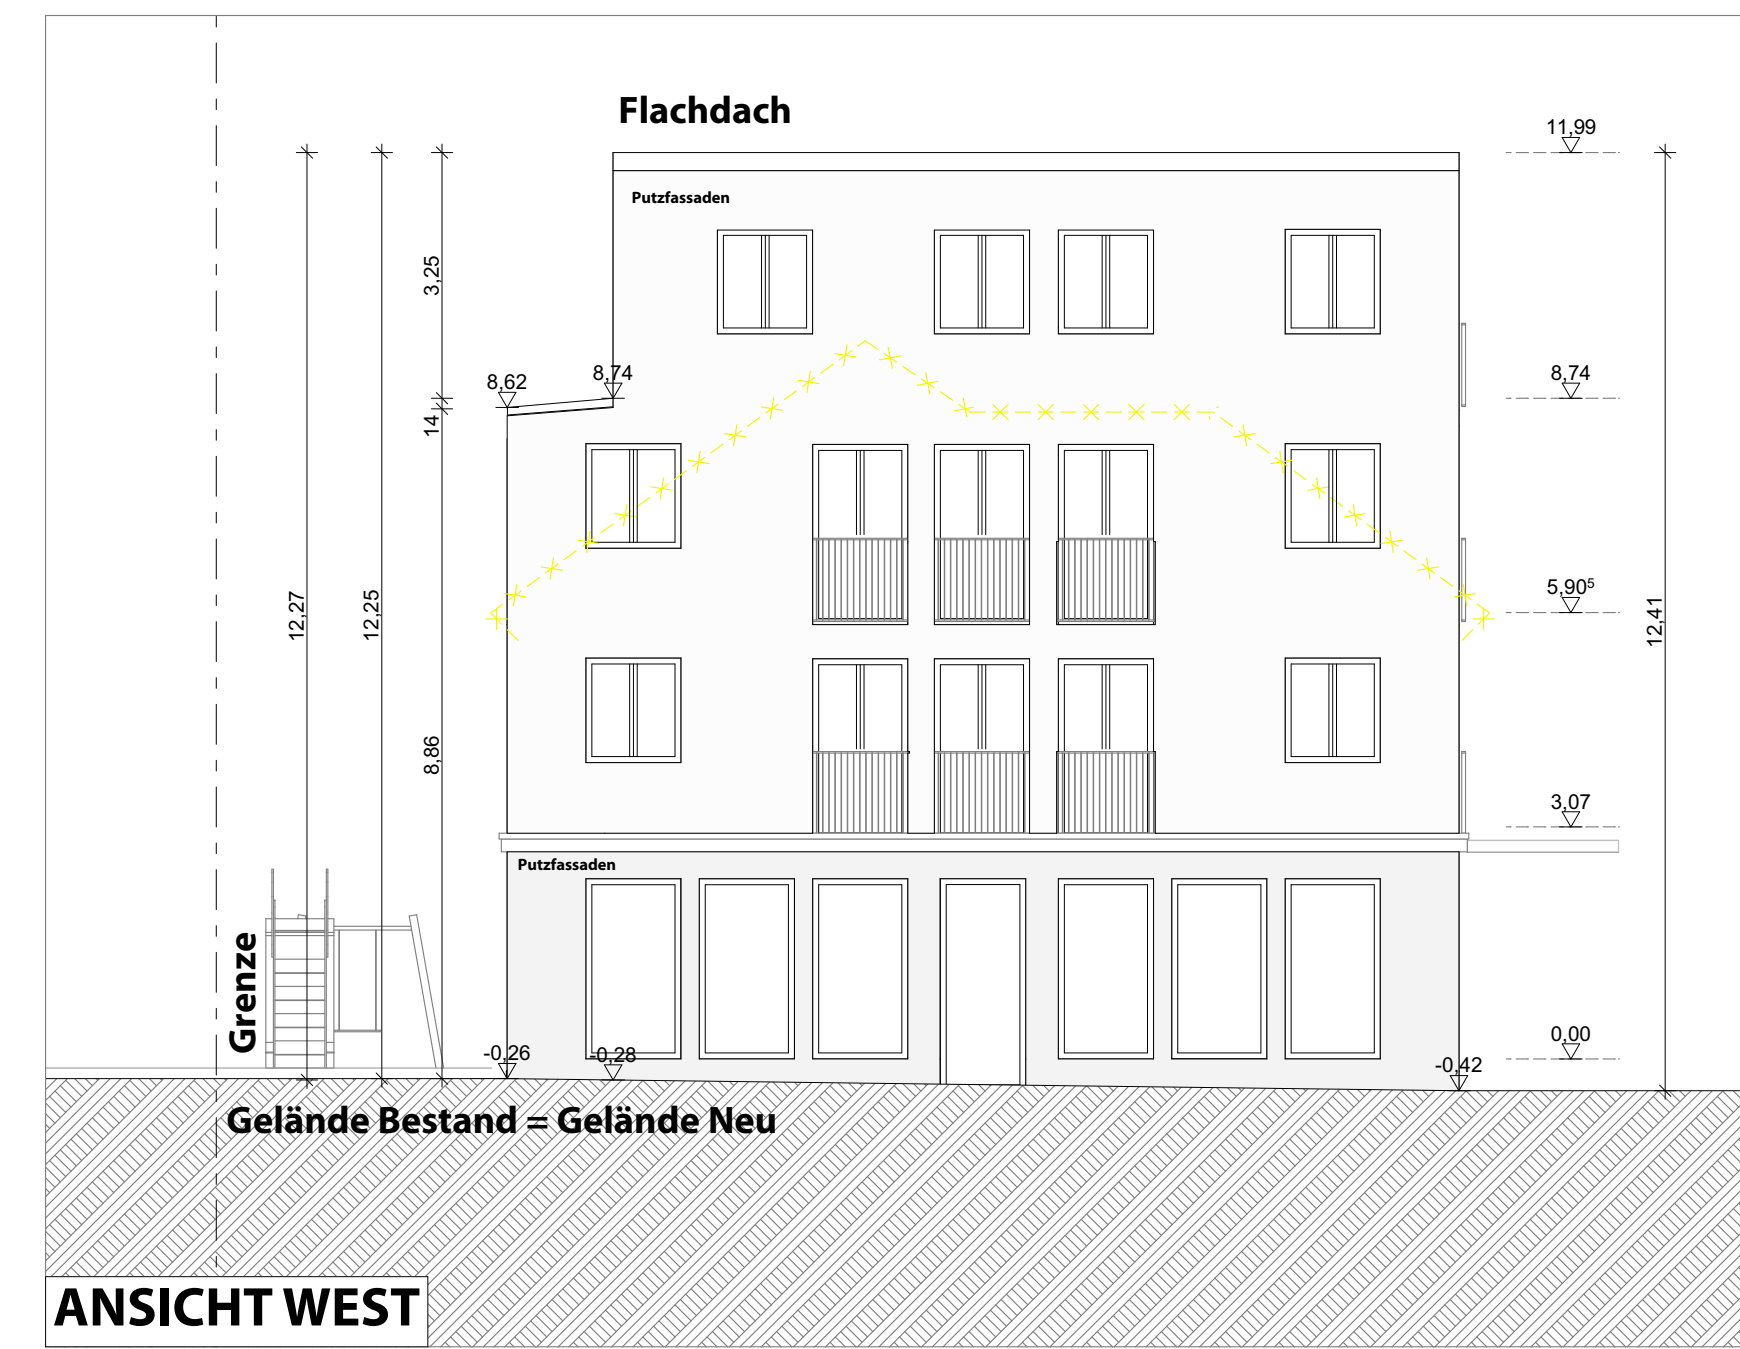 Flachdach
11,99
Putzfassaden
3,25
8,62
8,74
8,74
14
12,27
12,25
5,90⁵
12,41
8,86
3,07
Putzfassaden
Grenze
-0,26
-0,28
-0,42
0,00
Gelände Bestand = Gelände Neu
ANSICHT WEST